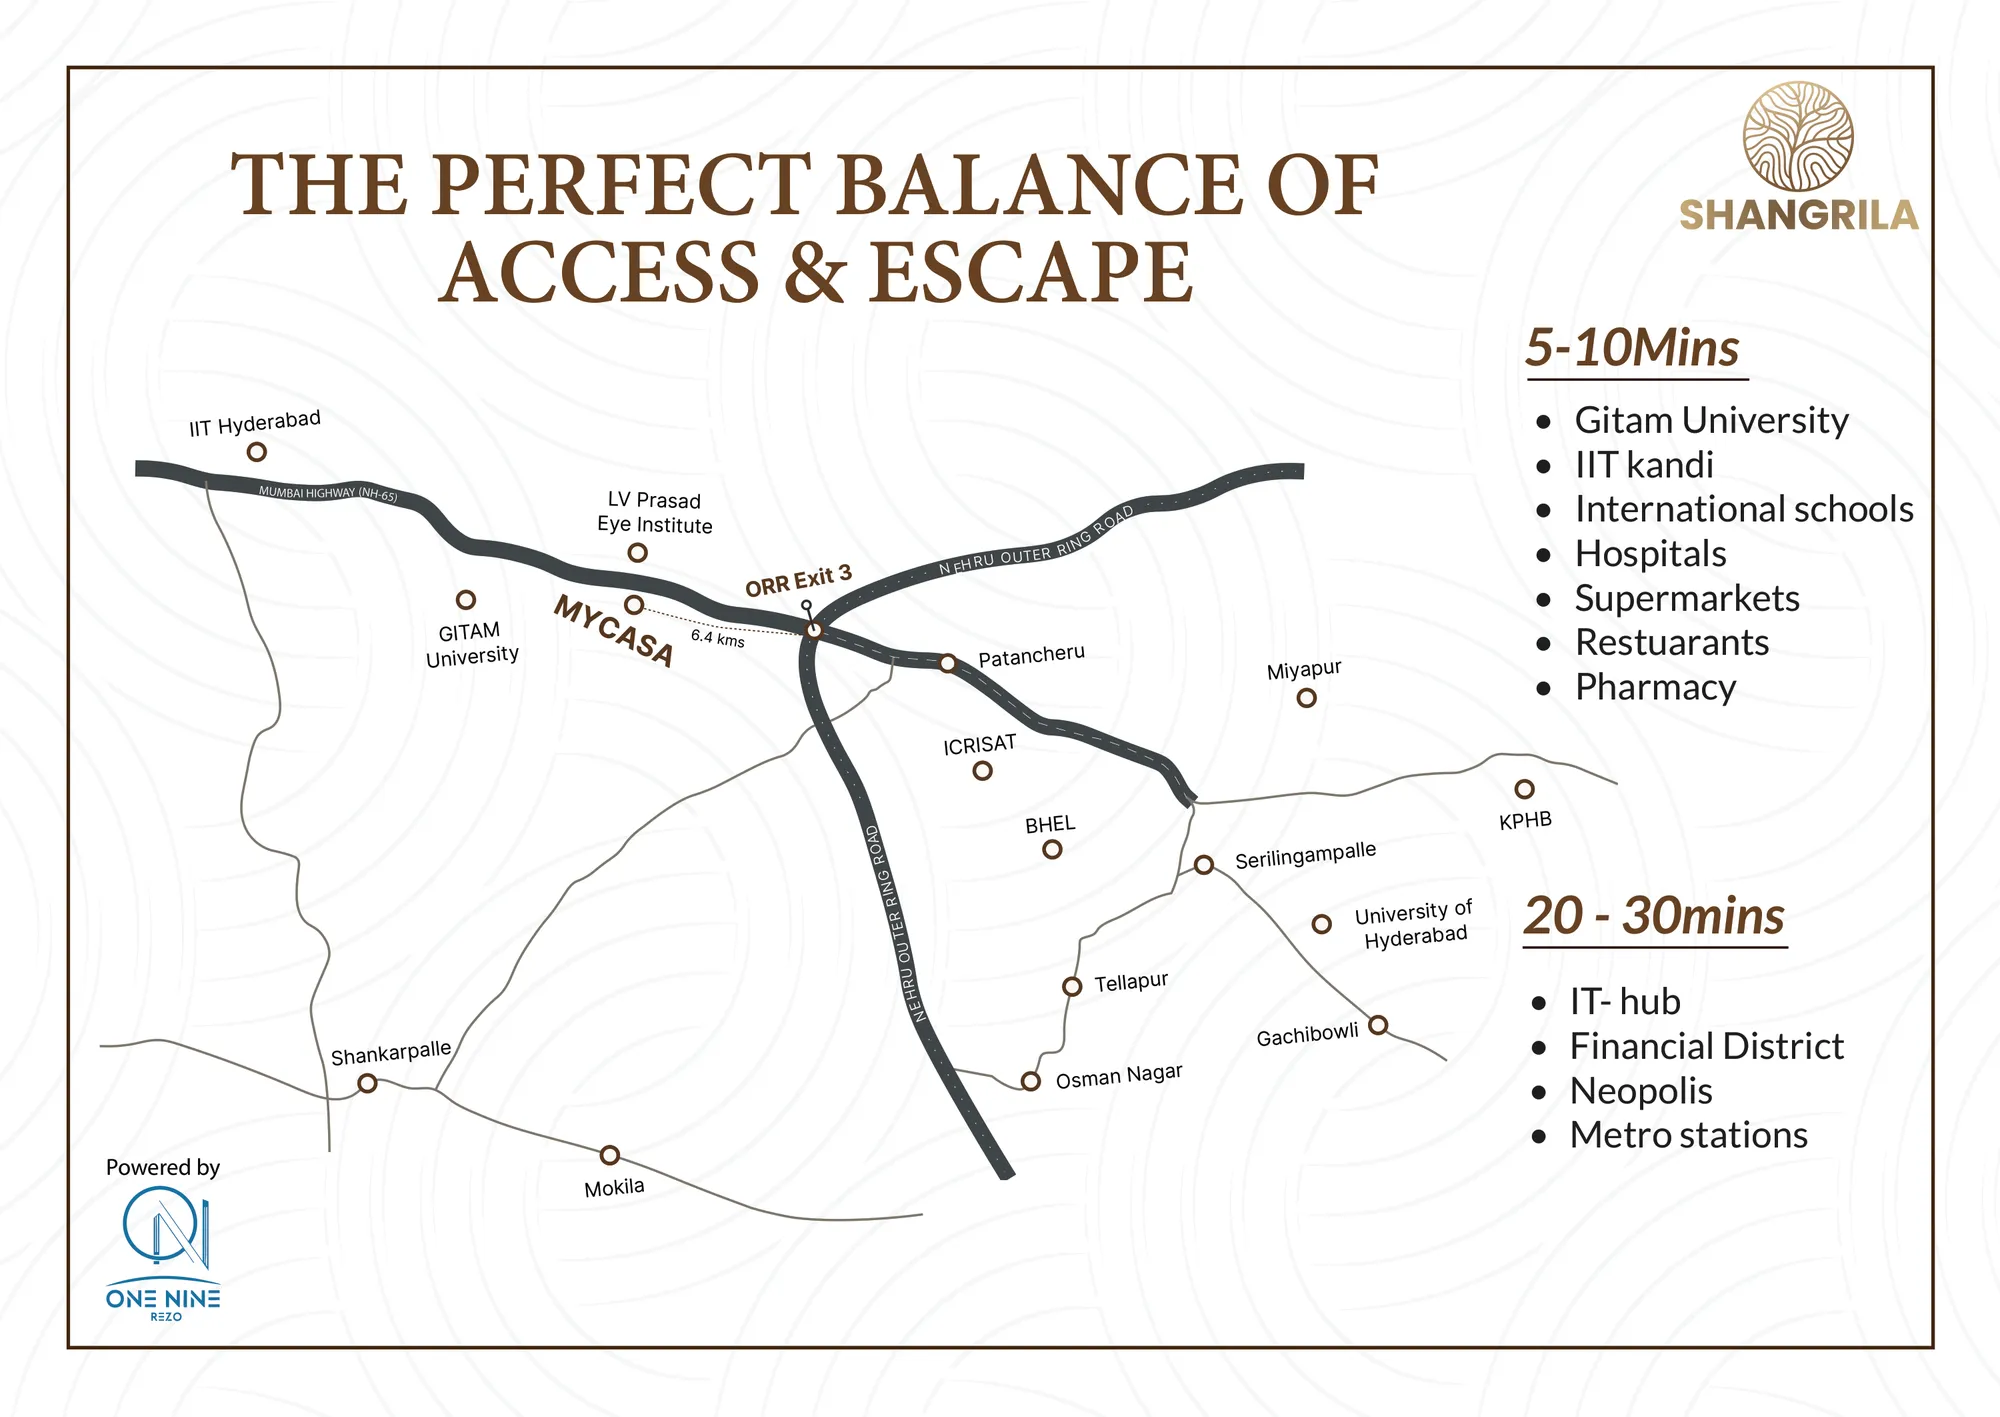 THE PERFECT BALANCE OF
ACCESS & ESCAPE
SHANGRILA
5-10Mins
• Gitam University
• IIT kandi
• International schools
• Hospitals
• Supermarkets
• Restuarants
• Pharmacy
20 - 30mins
• IT- hub
• Financial District
• Neopolis
• Metro stations
IIT Hyderabad
MUMBAI HIGHWAY (NH-65)
LV Prasad
Eye Institute
ORR Exit 3
NEHRU OUTER RING ROAD
GITAM
University
MYCASA
6.4 kms
Patancheru
Miyapur
ICRISAT
BHEL
KPHB
Serilingampalle
NEHRU OUTER RING ROAD
University of
Hyderabad
Tellapur
Gachibowli
Osman Nagar
Shankarpalle
Mokila
Powered by
ONE NINE
REZO